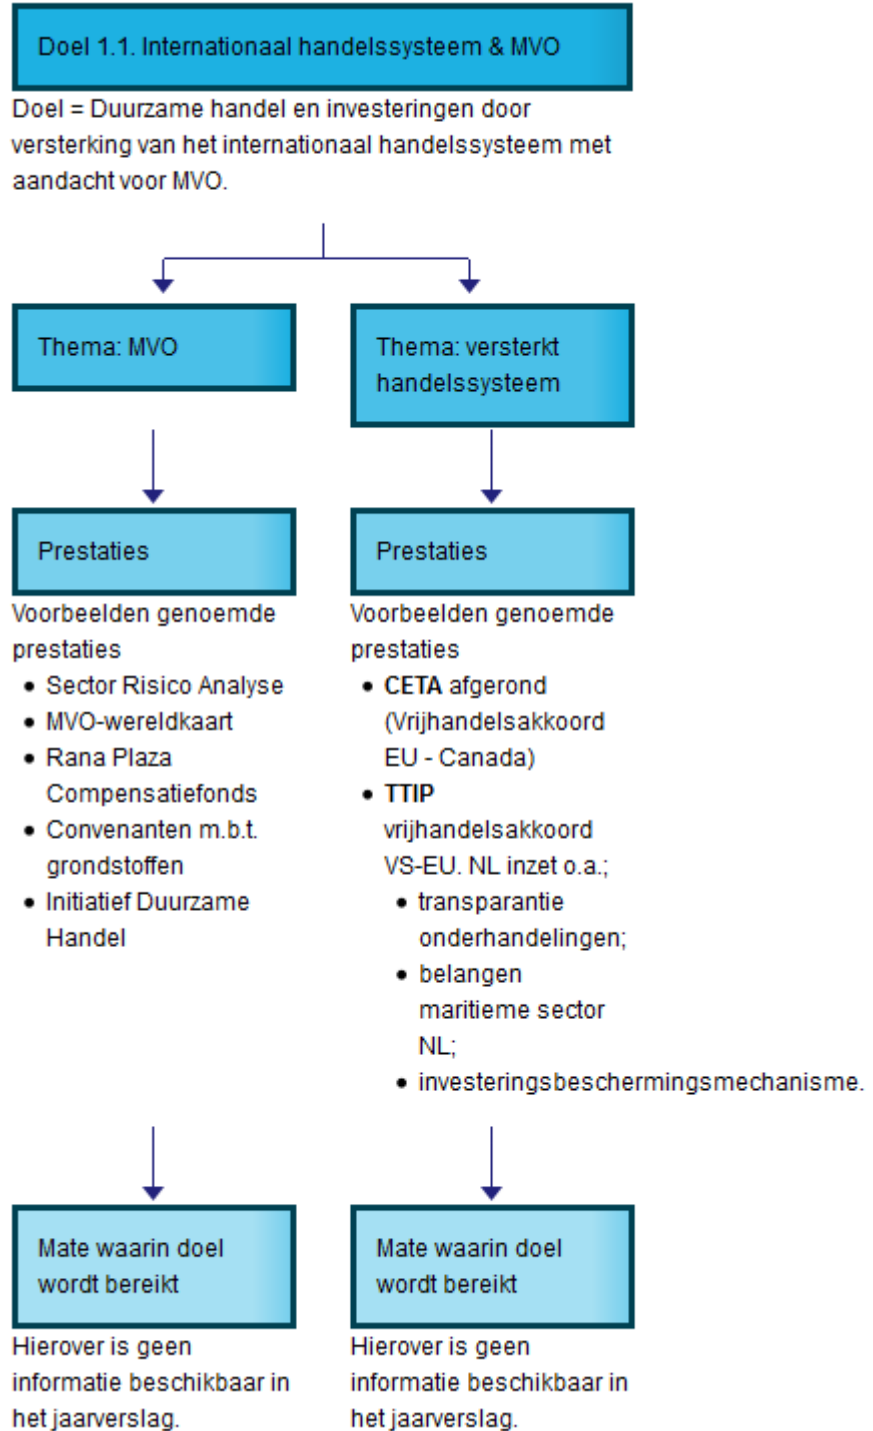 Doel 1.1. Internationaal handelssysteem & MVO
Doel = Duurzame handel en investeringen door
versterking van het internationaal handelssysteem met
aandacht voor MVO.
Thema: MVO
Prestaties
Voorbeelden genoemde
prestaties
• Sector Risico Analyse
• MVO-wereldkaart
• Rana Plaza
Compensatiefonds
• Convenanten m.b.t.
grondstoffen
• Initiatief Duurzame
Handel
Mate waarin doel
wordt bereikt
Hierover is geen
informatie beschikbaar in
het jaarverslag.
Thema: versterkt
handelssysteem
Prestaties
Voorbeelden genoemde
prestaties
• CETA afgerond
(Vrijhandelsakkoord
EU - Canada)
• TTIP
vrijhandelsakkoord
VS-EU. NL inzet o.a.;
• transparantie
onderhandelingen;
• belangen
maritieme sector
NL;
• investeringsbeschermingsmechanisme.
Mate waarin doel
wordt bereikt
Hierover is geen
informatie beschikbaar in
het jaarverslag.